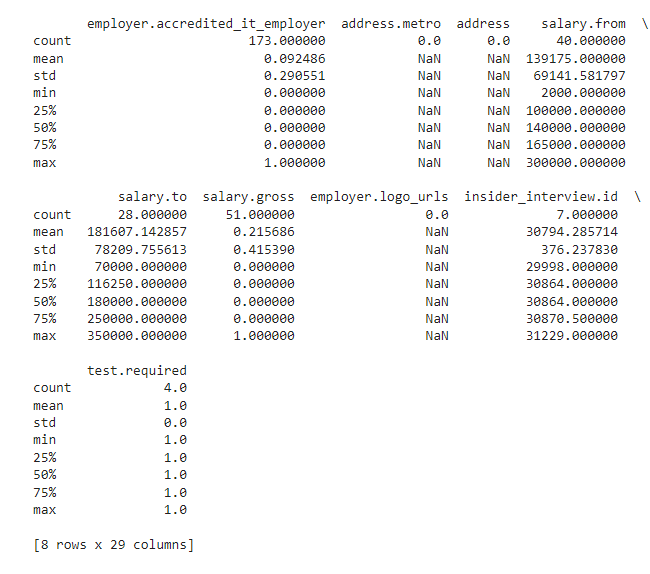 employer.accredited_it_employer address.metro address salary.from \
count 173.000000 0.0 0.0 40.000000
mean 0.092486 NaN NaN 139175.000000
std 0.290551 NaN NaN 69141.581797
min 0.000000 NaN NaN 2000.000000
25% 0.000000 NaN NaN 100000.000000
50% 0.000000 NaN NaN 140000.000000
75% 0.000000 NaN NaN 165000.000000
max 1.000000 NaN NaN 300000.000000
salary.to salary.gross employer.logo_urls insider_interview.id \
count 28.000000 51.000000 0.0 7.000000
mean 181607.142857 0.215686 NaN 30794.285714
std 78209.755613 0.415390 NaN 376.237830
min 70000.000000 0.000000 NaN 29998.000000
25% 116250.000000 0.000000 NaN 30864.000000
50% 180000.000000 0.000000 NaN 30864.000000
75% 250000.000000 0.000000 NaN 30870.500000
max 350000.000000 1.000000 NaN 31229.000000
test.required
count 4.0
mean 1.0
std 0.0
min 1.0
25% 1.0
50% 1.0
75% 1.0
max 1.0
[8 rows x 29 columns]